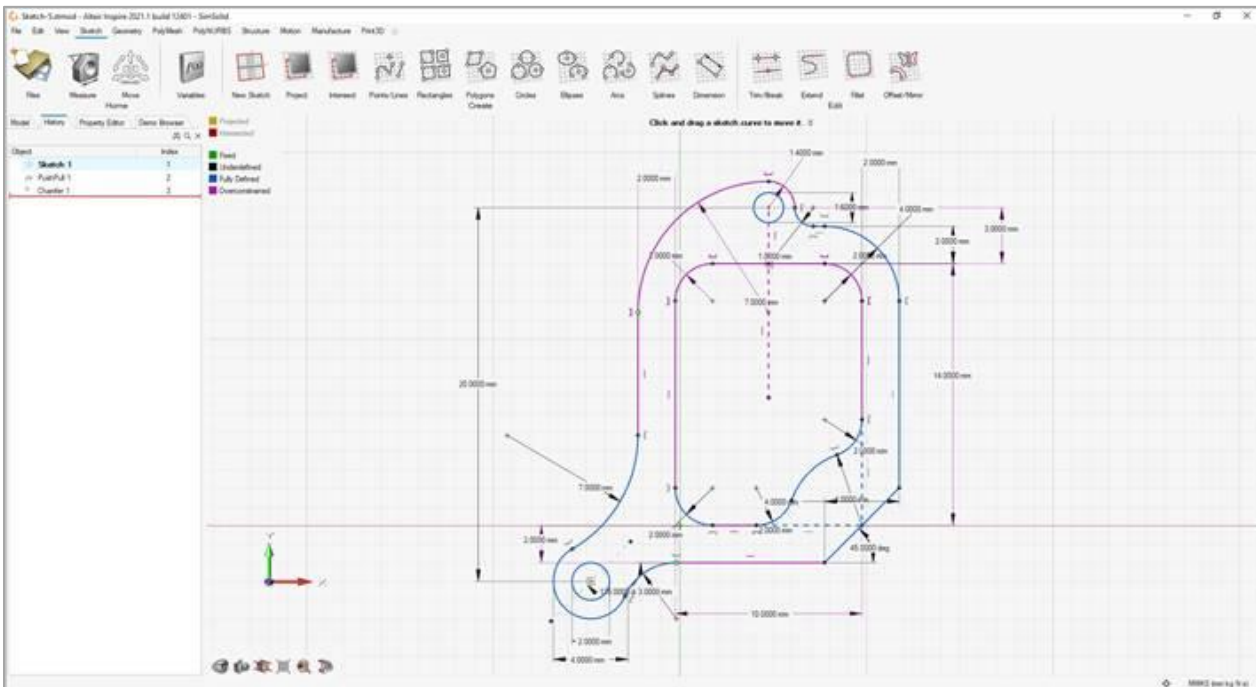 Sketch-5.stmod - Altair Inspire 2021.1 build 12401 - SimSolid
File Edit View Sketch Geometry PolyMesh PolyNURBS Structure Motion Manufacture Print3D
Files Measure Move Variables New Sketch Project Intersect Points/Lines Rectangles Polygons Circles Ellipses Arcs Splines Dimension Trim/Break Extend Fillet Offset/Mirror
Home Create Edit
Model History Property Editor Demo Browser
Object Index
Sketch 1 1
PushPull 1 2
Chamfer 1 3
Projected
Intersected
Fixed
Underdefined
Fully Defined
Overconstrained
Click and drag a sketch curve to move it.
1.4000 mm
2.0000 mm
2.0000 mm
1.6000 mm
4.0000 mm
3.0000 mm
2.0000 mm
1.0000 mm
2.0000 mm
7.0000 mm
14.0000 mm
20.0000 mm
2.0000 mm
7.0000 mm
4.0000 mm
4.0000 mm
2.0000 mm
2.0000 mm
2.0000 mm
45.0000 deg
3.0000 mm
10.0000 mm
2.0000 mm
4.0000 mm
Y
X